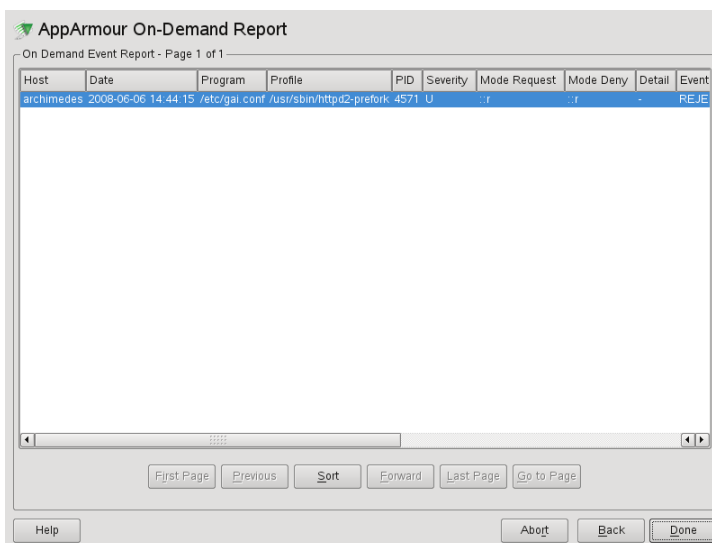 AppArmour On-Demand Report
On Demand Event Report - Page 1 of 1
Host Date Program Profile PID Severity Mode Request Mode Deny Detail Event
archimedes 2008-06-06 14:44:15 /etc/gai.conf /usr/sbin/httpd2-prefork 4571 U ::r ::r - REJE
First Page Previous Sort Forward Last Page Go to Page
Help Abort Back Done